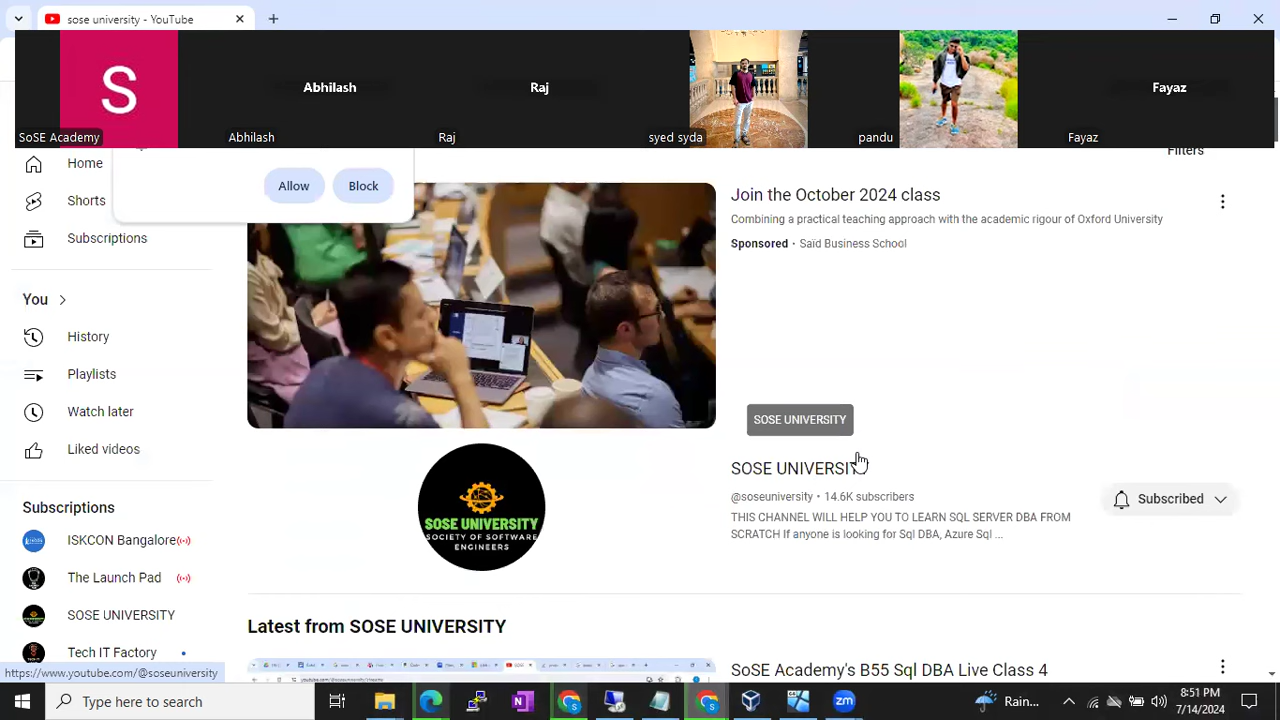 sose university - YouTube
S
Abhilash
Raj
Fayaz
SoSE Academy
Abhilash
Raj
syed syda
pandu
Fayaz
Filters
Home
Shorts
Subscriptions
You
History
Playlists
Watch later
Liked videos
Subscriptions
ISKCON Bangalore
The Launch Pad
SOSE UNIVERSITY
Tech IT Factory
https://www.youtube.com/@soseuniversity
Allow
Block
Join the October 2024 class
Combining a practical teaching approach with the academic rigour of Oxford University
Sponsored · Saïd Business School
SOSE UNIVERSITY
SOSE UNIVERSITY
SOCIETY OF SOFTWARE
ENGINEERS
SOSE UNIVERSITY
@soseuniversity • 14.6K subscribers
THIS CHANNEL WILL HELP YOU TO LEARN SQL SERVER DBA FROM
SCRATCH If anyone is looking for Sql DBA, Azure Sql ...
Subscribed
Latest from SOSE UNIVERSITY
SoSE Academy's B55 Sql DBA Live Class 4
Type here to search
Rain...
8:51 PM
7/14/2024